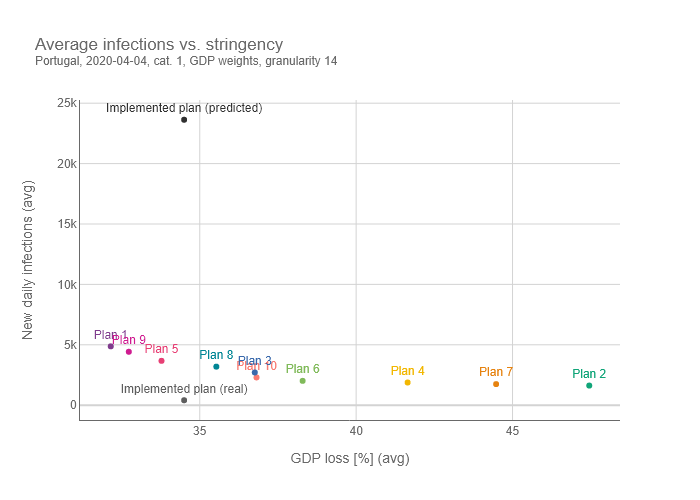 Average infections vs. stringency
Portugal, 2020-04-04, cat. 1, GDP weights, granularity 14
25k
Implemented plan (predicted)
20k
15k
10k
5k
0
New daily infections (avg)
Plan 1
Plan 9
Plan 5
Plan 8
Plan 3
Plan 10
Plan 6
Plan 4
Plan 7
Plan 2
Implemented plan (real)
35
40
45
GDP loss [%] (avg)